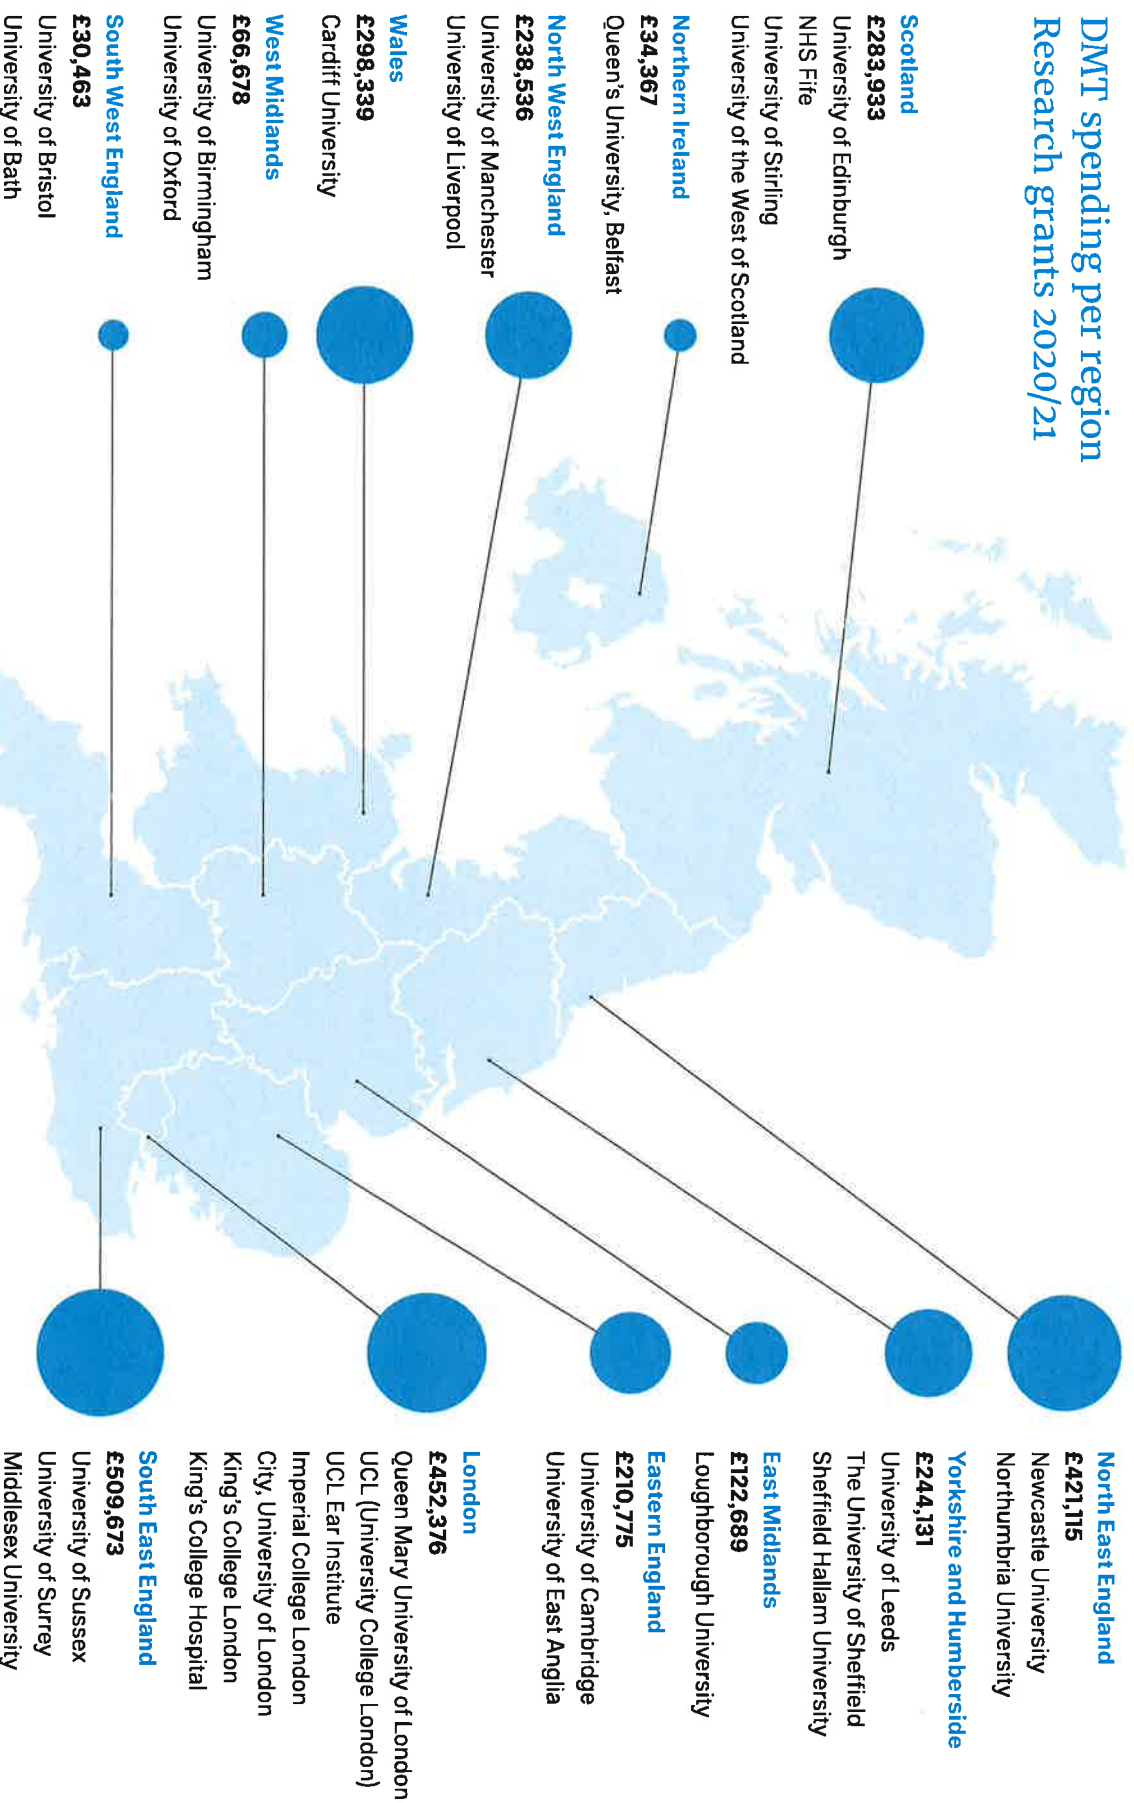 DMT spending per region
Research grants 2020/21
Scotland
£283,933
University of Edinburgh
NHS Fife
University of Stirling
University of the West of Scotland
Northern Ireland
£34,367
Queen's University, Belfast
North West England
£238,536
University of Manchester
University of Liverpool
Wales
£298,339
Cardiff University
West Midlands
£66,678
University of Birmingham
University of Oxford
South West England
£30,463
University of Bristol
University of Bath
North East England
£421,115
Newcastle University
Northumbria University
Yorkshire and Humberside
£244,131
University of Leeds
The University of Sheffield
Sheffield Hallam University
East Midlands
£122,689
Loughborough University
Eastern England
£210,775
University of Cambridge
University of East Anglia
London
£452,376
Queen Mary University of London
UCL (University College London)
UCL Ear Institute
Imperial College London
City, University of London
King's College London
King's College Hospital
South East England
£509,673
University of Sussex
University of Surrey
Middlesex University